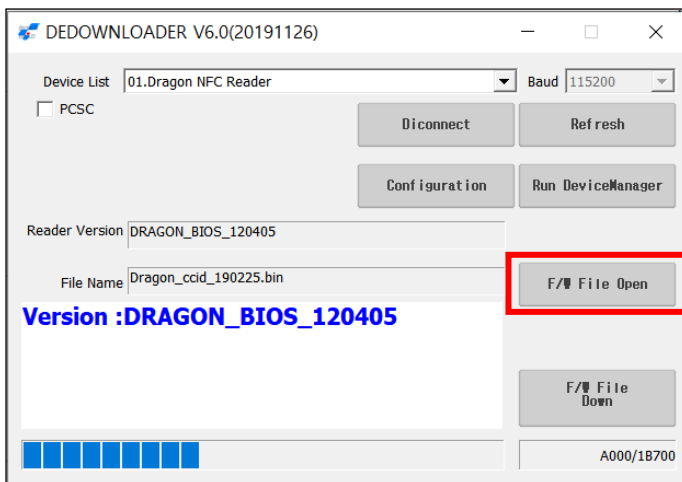 DEDOWNLOADER V6.0(20191126)
Device List 01.Dragon NFC Reader Baud 115200
PCSC
Diconnect Refresh
Configuration Run DeviceManager
Reader Version DRAGON_BIOS_120405
File Name Dragon_ccid_190225.bin F/W File Open
Version :DRAGON_BIOS_120405
F/W File
Down
A000/1B700